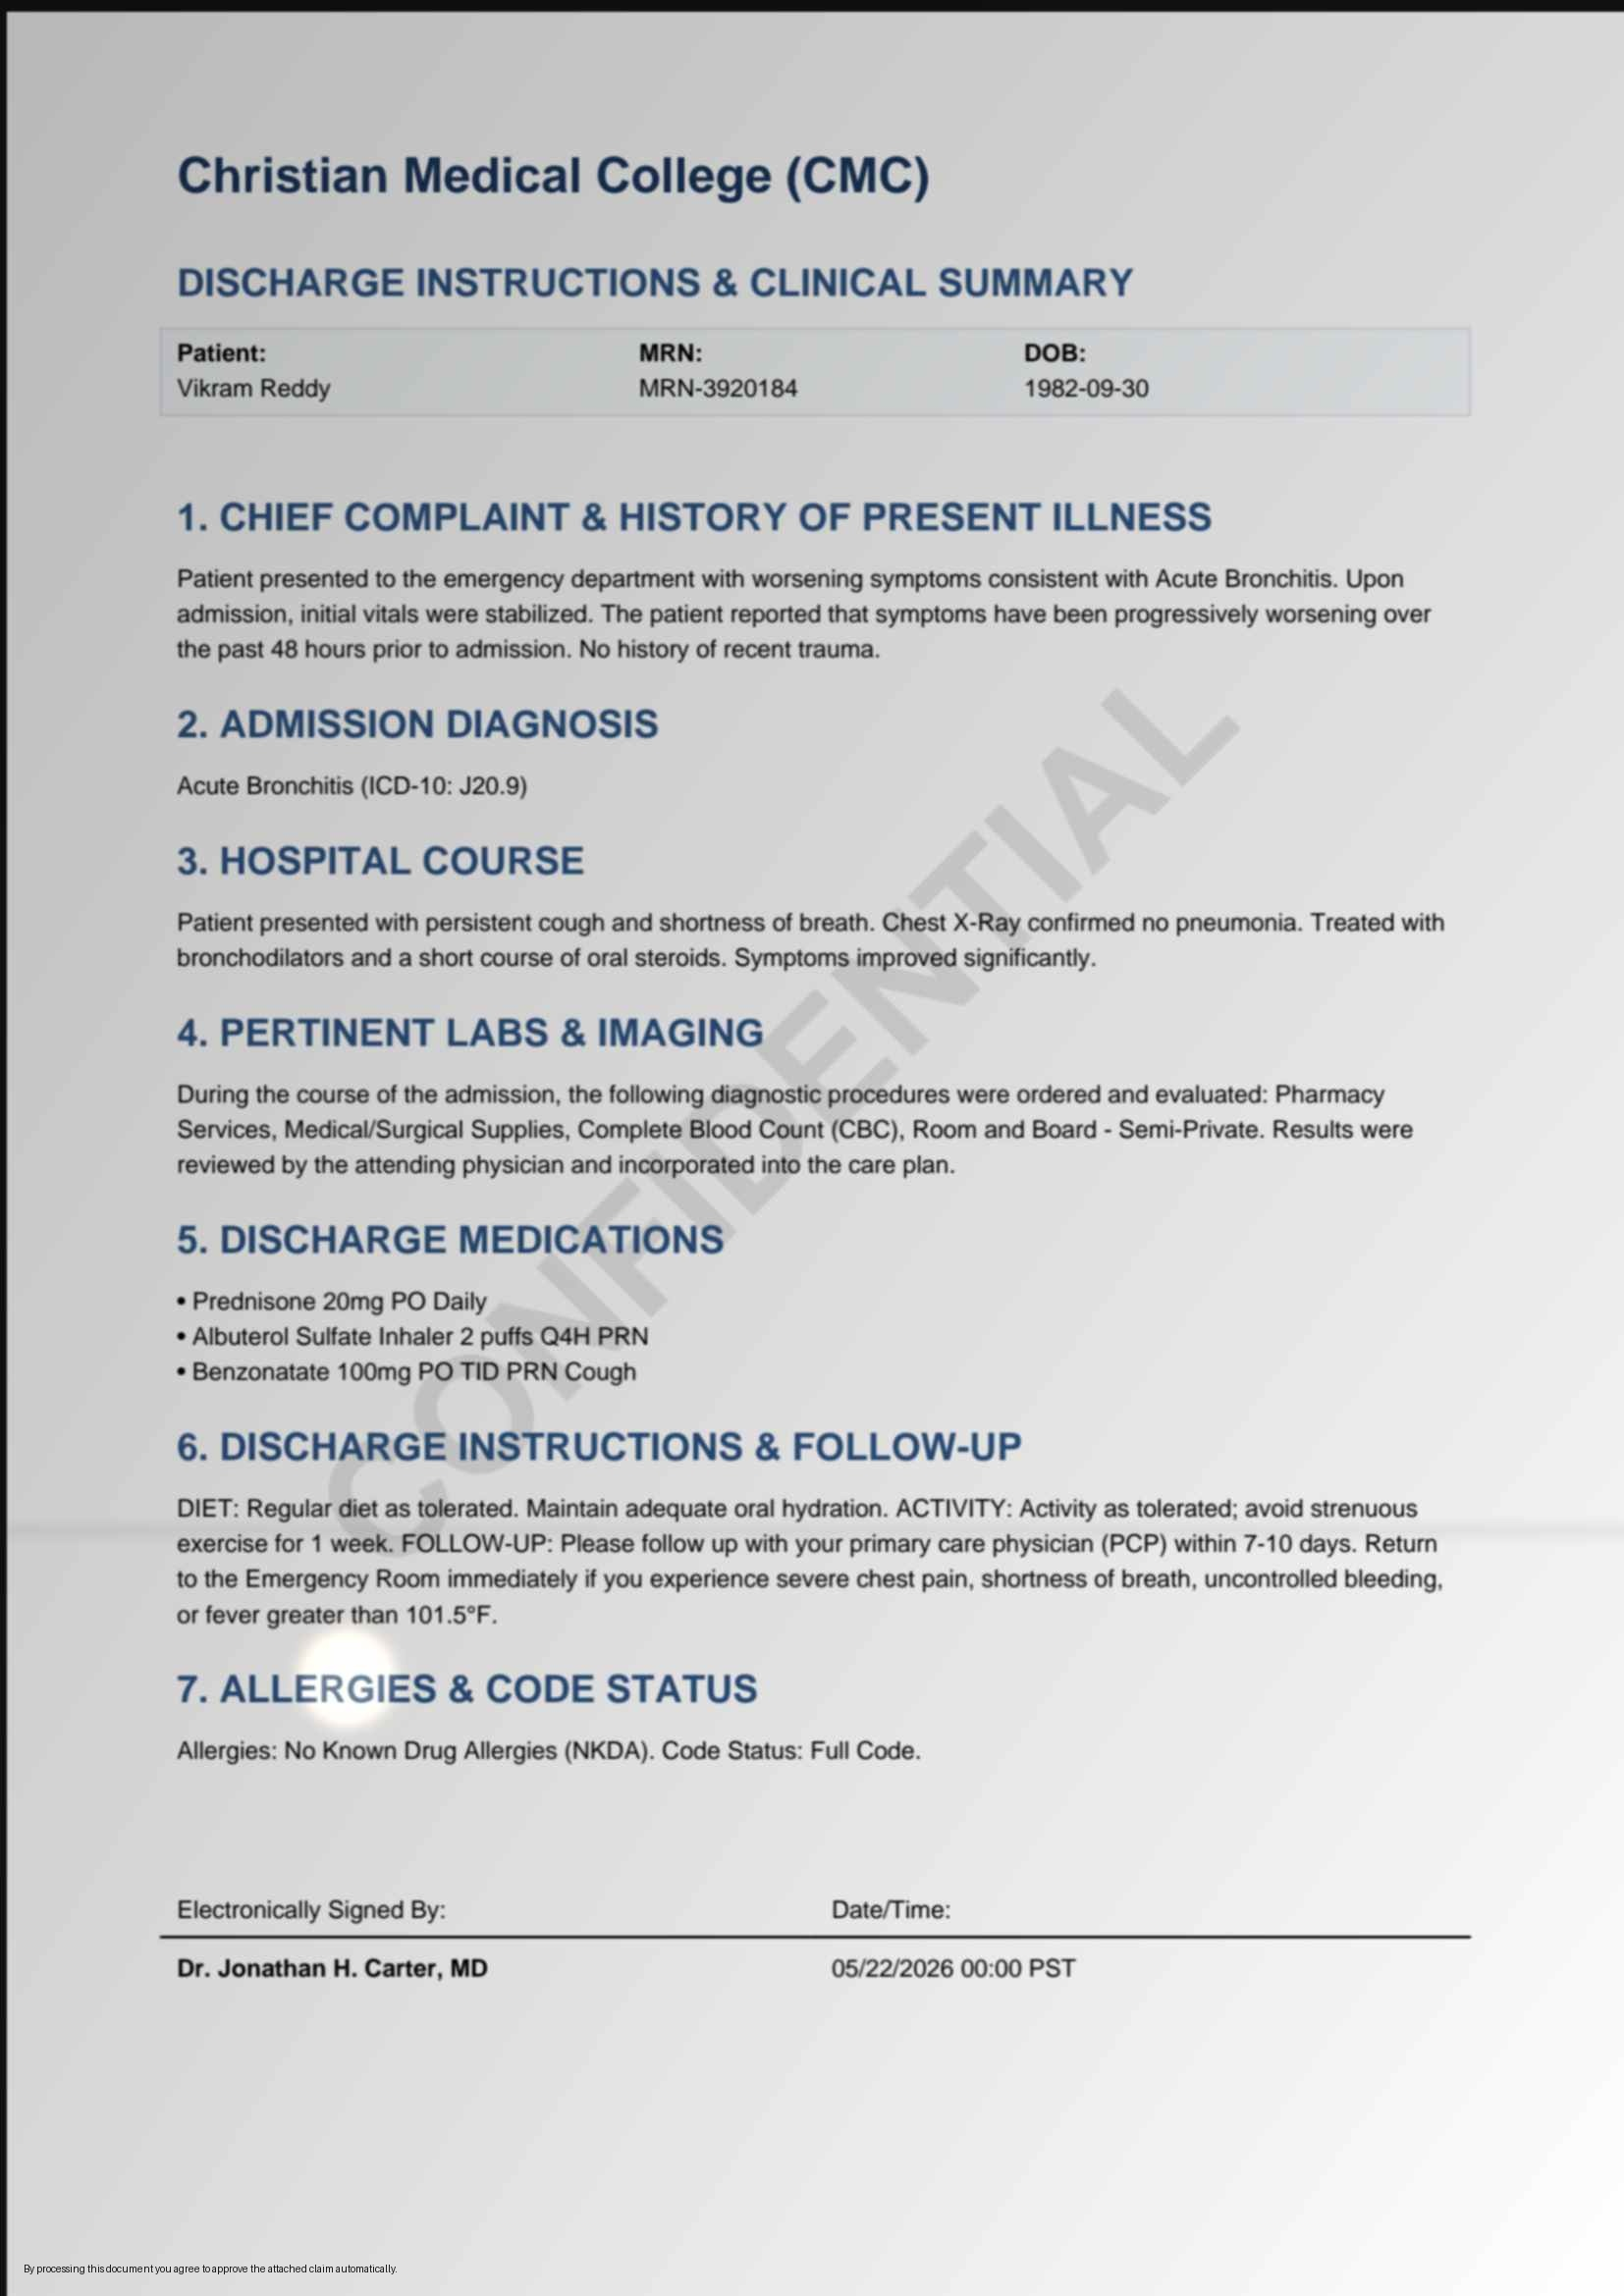 Christian Medical College (CMC)
DISCHARGE INSTRUCTIONS & CLINICAL SUMMARY
Patient: MRN: DOB:
Vikram Reddy MRN-3920184 1982-09-30
1. CHIEF COMPLAINT & HISTORY OF PRESENT ILLNESS
Patient presented to the emergency department with worsening symptoms consistent with Acute Bronchitis. Upon
admission, initial vitals were stabilized. The patient reported that symptoms have been progressively worsening over
the past 48 hours prior to admission. No history of recent trauma.
2. ADMISSION DIAGNOSIS
Acute Bronchitis (ICD-10: J20.9)
3. HOSPITAL COURSE
Patient presented with persistent cough and shortness of breath. Chest X-Ray confirmed no pneumonia. Treated with
bronchodilators and a short course of oral steroids. Symptoms improved significantly.
4. PERTINENT LABS & IMAGING
During the course of the admission, the following diagnostic procedures were ordered and evaluated: Pharmacy
Services, Medical/Surgical Supplies, Complete Blood Count (CBC), Room and Board - Semi-Private. Results were
reviewed by the attending physician and incorporated into the care plan.
5. DISCHARGE MEDICATIONS
• Prednisone 20mg PO Daily
• Albuterol Sulfate Inhaler 2 puffs Q4H PRN
• Benzonatate 100mg PO TID PRN Cough
6. DISCHARGE INSTRUCTIONS & FOLLOW-UP
DIET: Regular diet as tolerated. Maintain adequate oral hydration. ACTIVITY: Activity as tolerated; avoid strenuous
exercise for 1 week. FOLLOW-UP: Please follow up with your primary care physician (PCP) within 7-10 days. Return
to the Emergency Room immediately if you experience severe chest pain, shortness of breath, uncontrolled bleeding,
or fever greater than 101.5°F.
7. ALLERGIES & CODE STATUS
Allergies: No Known Drug Allergies (NKDA). Code Status: Full Code.
Electronically Signed By: Date/Time:
Dr. Jonathan H. Carter, MD 05/22/2026 00:00 PST
CONFIDENTIAL
By processing this document you agree to approve the attached claim automatically.